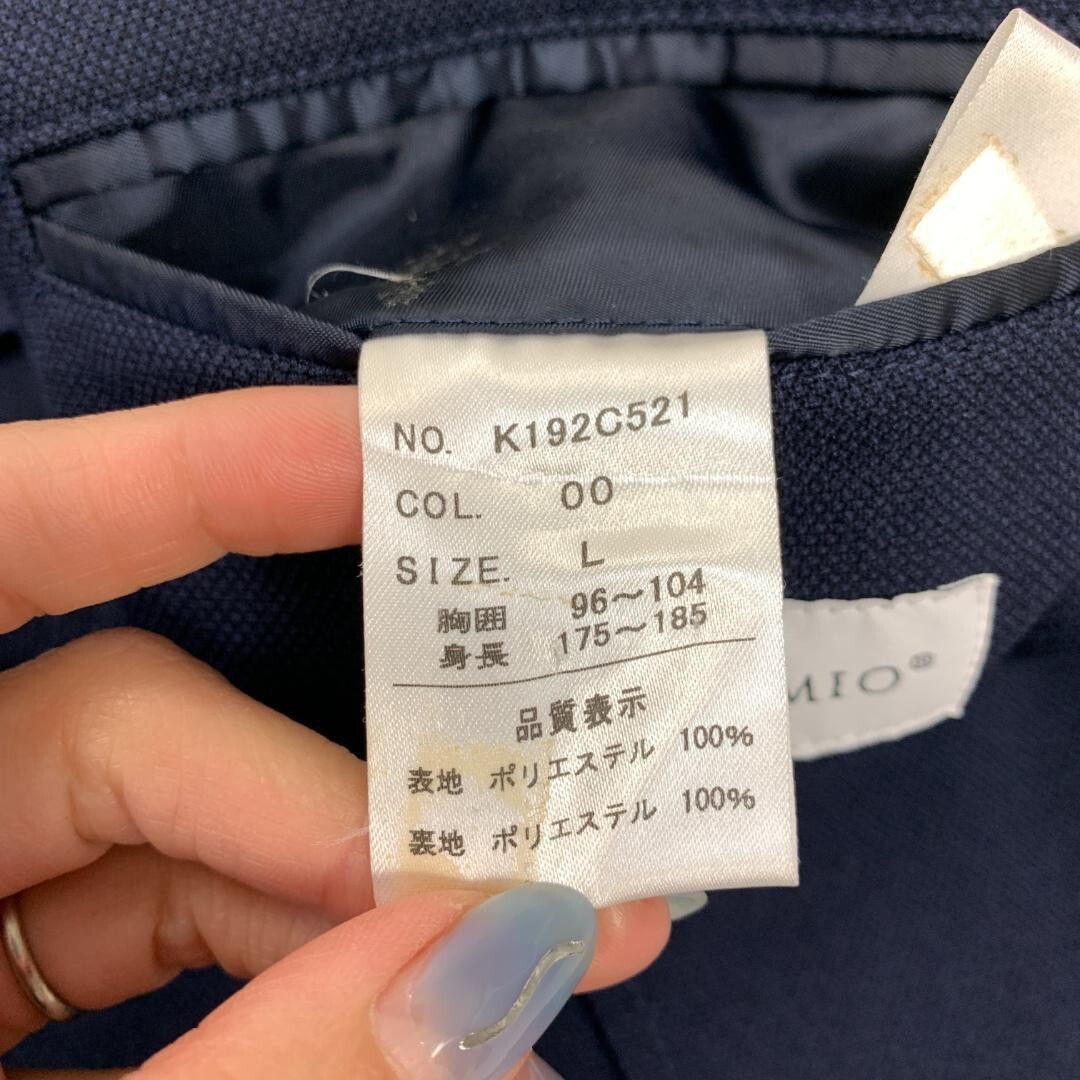 NO. K192C521
COL. 00
SIZE. L
胸囲 96〜104
身長 175〜185
品質表示
表地 ポリエステル 100%
裏地 ポリエステル 100%